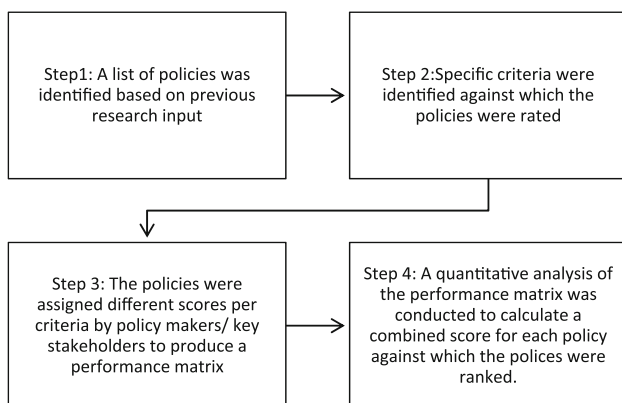 Step1: A list of policies was
identified based on previous
research input
Step 2:Specific criteria were
identified against which the
policies were rated
Step 3: The policies were
assigned different scores per
criteria by policy makers/ key
stakeholders to produce a
performance matrix
Step 4: A quantitative analysis of
the performance matrix was
conducted to calculate a
combined score for each policy
against which the polices were
ranked.